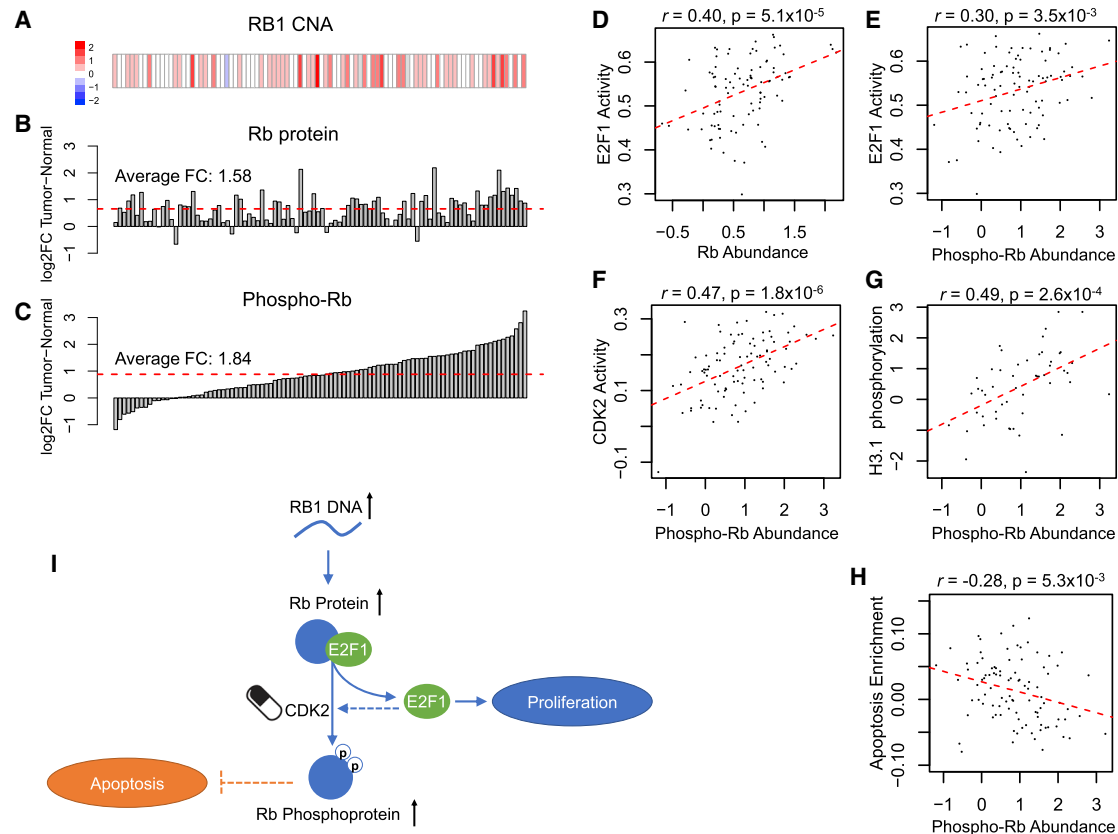 A
RB1 CNA
2
1
0
−1
−2
B
Rb protein
log2FC Tumor−Normal
3
2
1
0
−1
Average FC: 1.58
C
Phospho-Rb
log2FC Tumor−Normal
3
2
1
0
−1
Average FC: 1.84
D
r = 0.40, p = 5.1x10-5
E2F1 Activity
0.6
0.5
0.4
0.3
−0.5 0.5 1.5
Rb Abundance
E
r = 0.30, p = 3.5x10-3
E2F1 Activity
0.6
0.5
0.4
0.3
−1 0 1 2 3
Phospho-Rb Abundance
F
r = 0.47, p = 1.8x10-6
CDK2 Activity
0.3
0.1
−0.1
−1 0 1 2 3
Phospho-Rb Abundance
G
r = 0.49, p = 2.6x10-4
H3.1 phosphorylation
3
2
1
0
−2
−1 0 1 2 3
Phospho-Rb Abundance
H
r = -0.28, p = 5.3x10-3
Apoptosis Enrichment
0.10
0.00
−0.10
−1 0 1 2 3
Phospho-Rb Abundance
I
RB1 DNA
Rb Protein
E2F1
CDK2
E2F1
Proliferation
p
p
Apoptosis
Rb Phosphoprotein